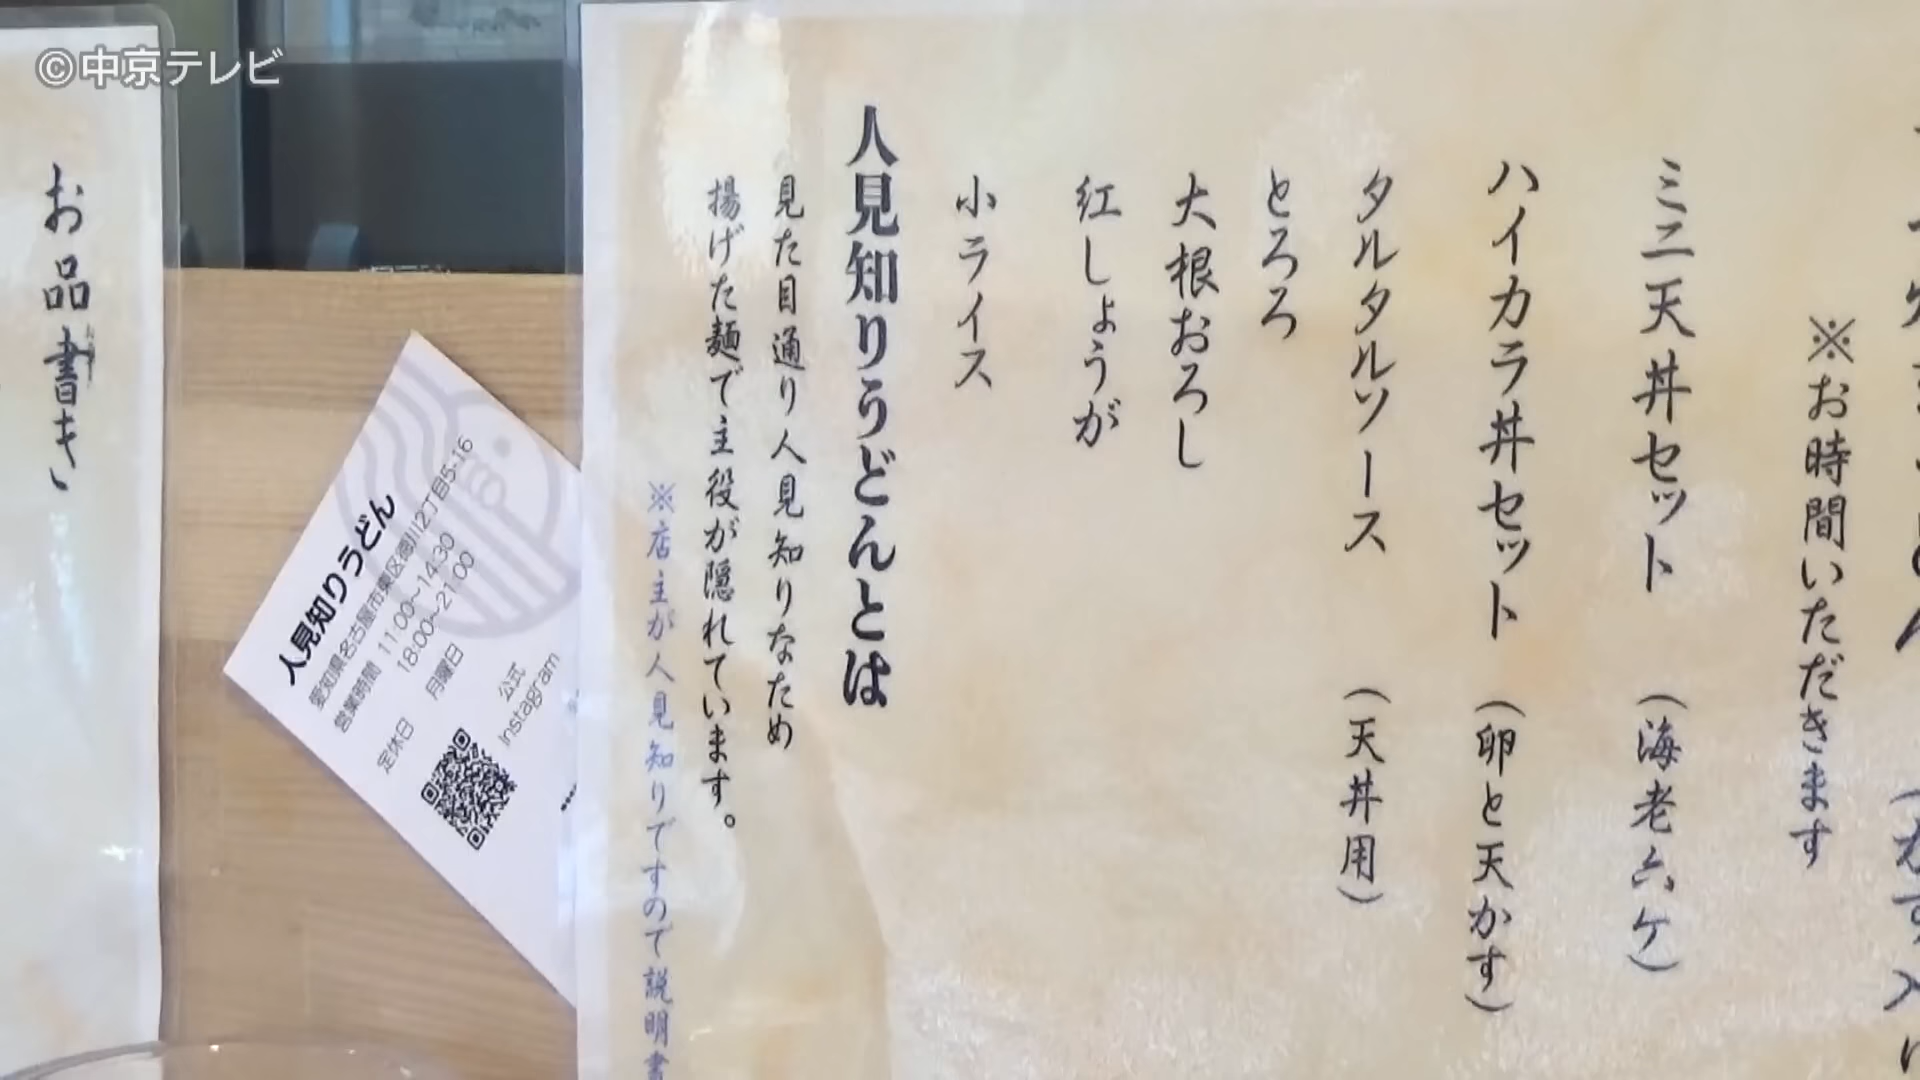 ©中京テレビ
※お時間いただきます
ミニ天丼セット (海老六ケ)
ハイカラ丼セット (卵と天かす)
タルタルソース (天丼用)
とろろ
大根おろし
紅しょうが
小ライス
人見知りうどんとは
見た目通り人見知りなため
揚げた麺で主役が隠れています。
※店主が人見知りですので説明書
人見知りうどん
愛知県名古屋市東区徳川2丁目5-16
営業時間 11:00~14:30
18:00~21:00
定休日 月曜日
公式
Instagram
お品書き